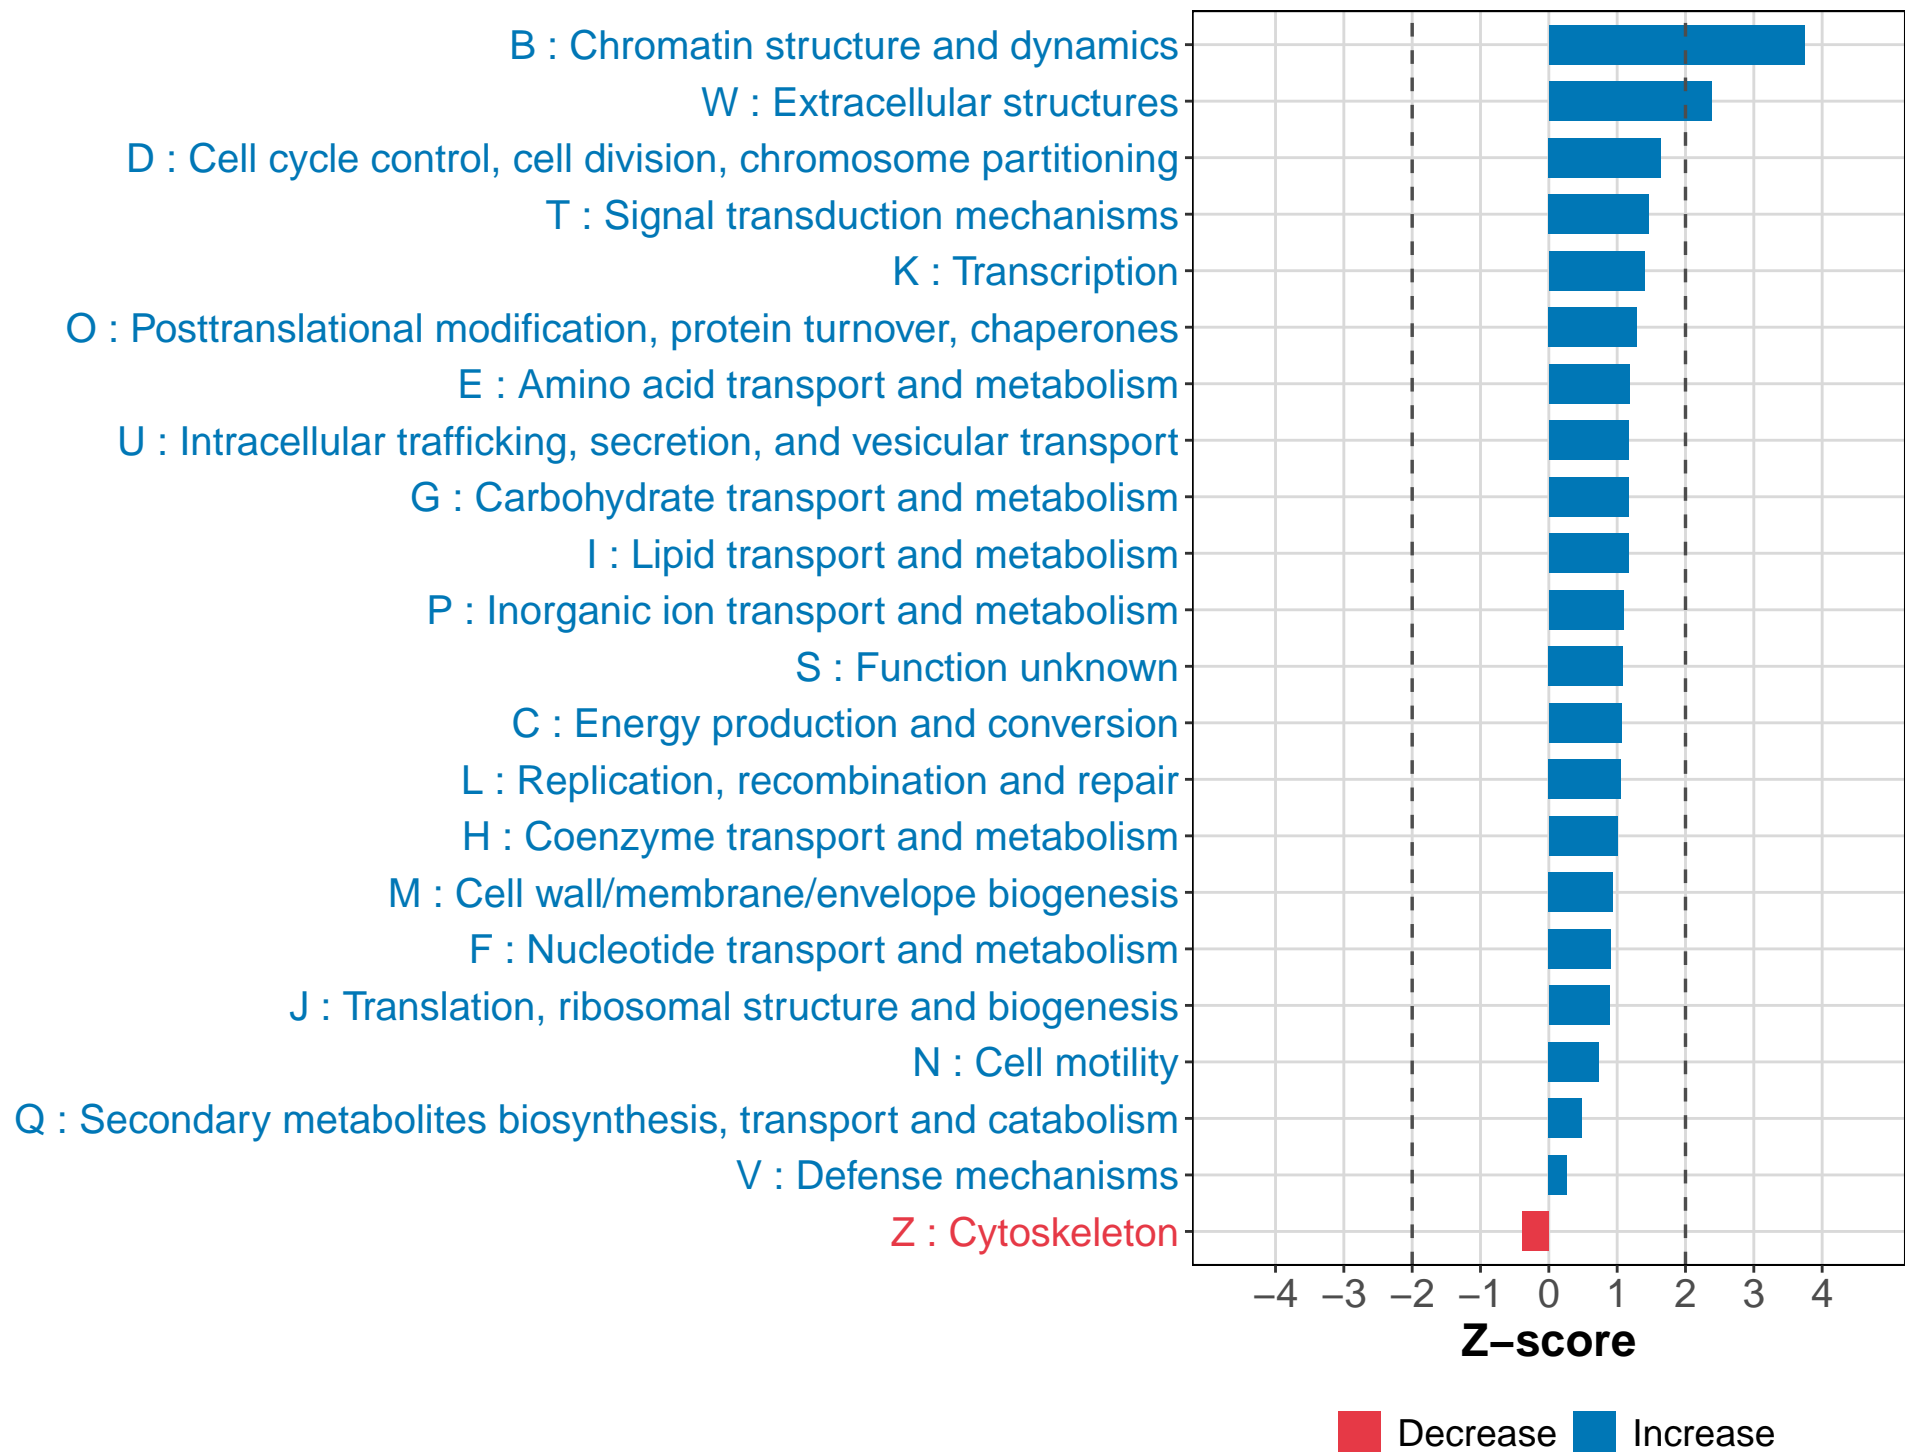 B : Chromatin structure and dynamics
W : Extracellular structures
D : Cell cycle control, cell division, chromosome partitioning
T : Signal transduction mechanisms
K : Transcription
O : Posttranslational modification, protein turnover, chaperones
E : Amino acid transport and metabolism
U : Intracellular trafficking, secretion, and vesicular transport
G : Carbohydrate transport and metabolism
I : Lipid transport and metabolism
P : Inorganic ion transport and metabolism
S : Function unknown
C : Energy production and conversion
L : Replication, recombination and repair
H : Coenzyme transport and metabolism
M : Cell wall/membrane/envelope biogenesis
F : Nucleotide transport and metabolism
J : Translation, ribosomal structure and biogenesis
N : Cell motility
Q : Secondary metabolites biosynthesis, transport and catabolism
V : Defense mechanisms
Z : Cytoskeleton
−4 −3 −2 −1 0 1 2 3 4
Z−score
Decrease Increase